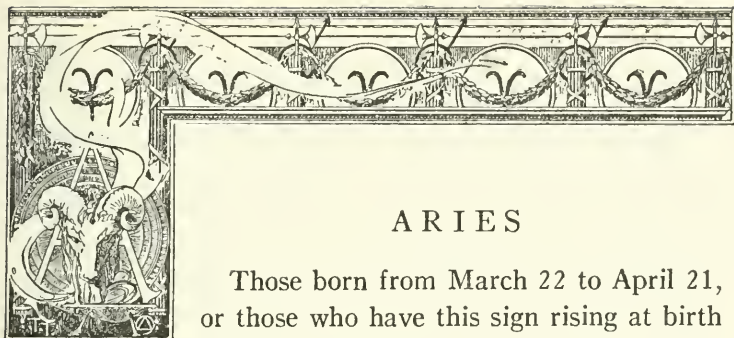 ARIES
Those born from March 22 to April 21,
or those who have this sign rising at birth